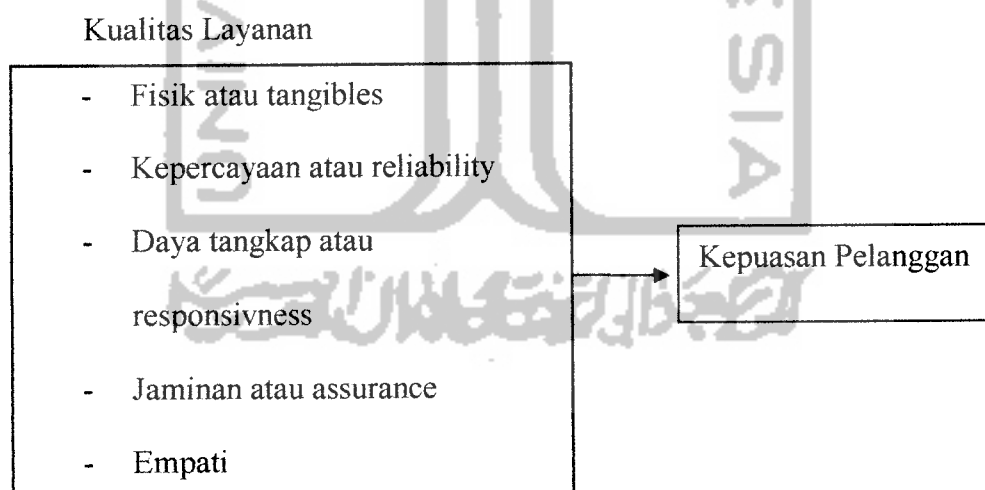 Kualitas Layanan
- Fisik atau tangibles
- Kepercayaan atau reliability
- Daya tangkap atau
responsivness
- Jaminan atau assurance
- Empati
Kepuasan Pelanggan